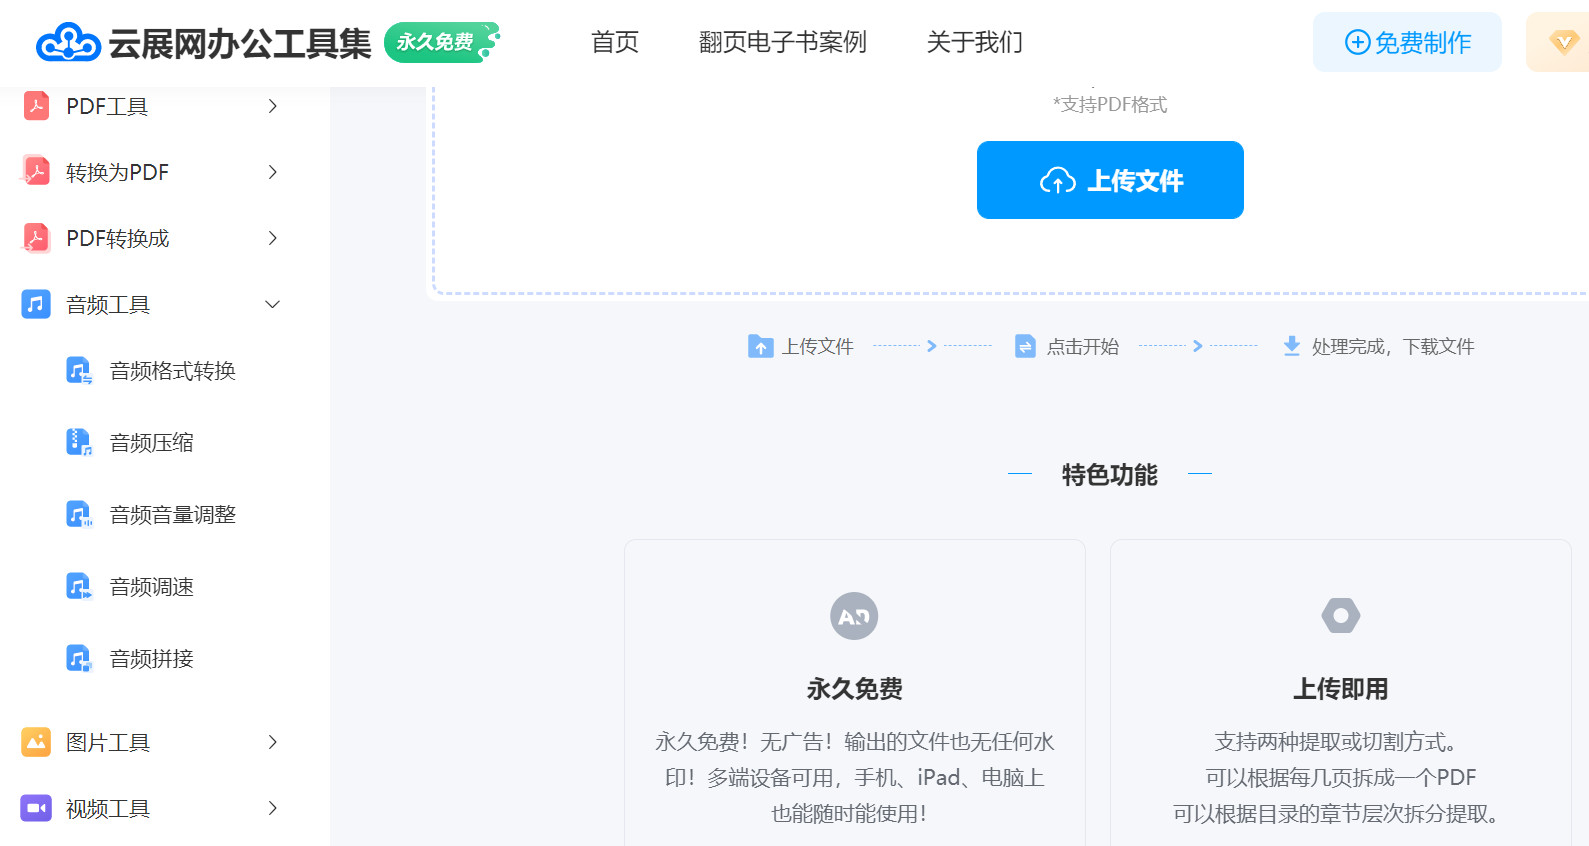 云展网办公工具集
永久免费
首页
翻页电子书案例
关于我们
免费制作
PDF工具
转换为PDF
PDF转换成
音频工具
音频格式转换
音频压缩
音频音量调整
音频调速
音频拼接
图片工具
视频工具
*支持PDF格式
上传文件
上传文件
点击开始
处理完成，下载文件
特色功能
AD
永久免费
永久免费！无广告！输出的文件也无任何水
印！多端设备可用，手机、iPad、电脑上
也能随时能使用！
上传即用
支持两种提取或切割方式。
可以根据每几页拆成一个PDF
可以根据目录的章节层次拆分提取。